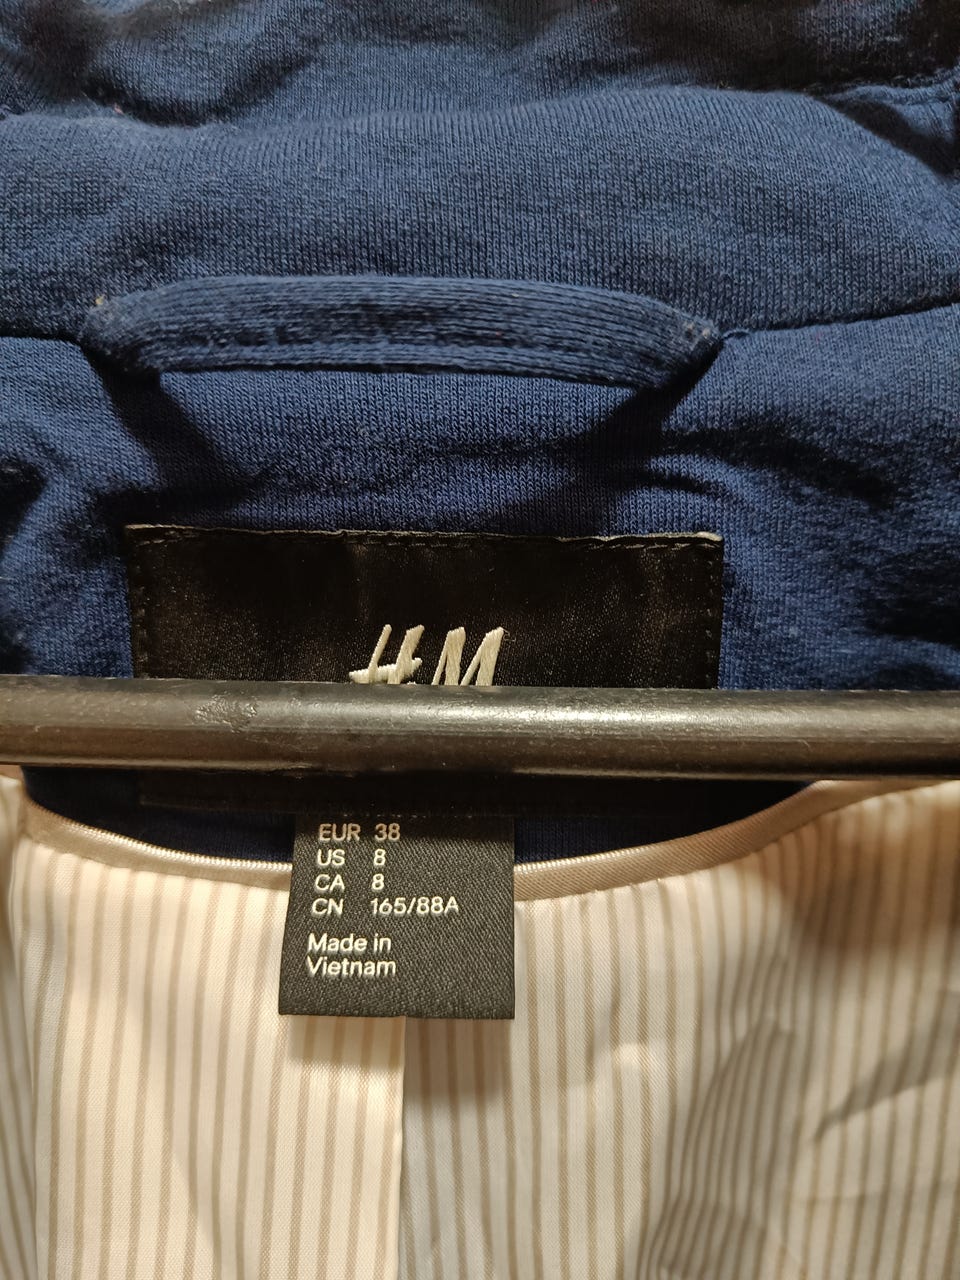 H&M
EUR 38
US 8
CA 8
CN 165/88A
Made in
Vietnam